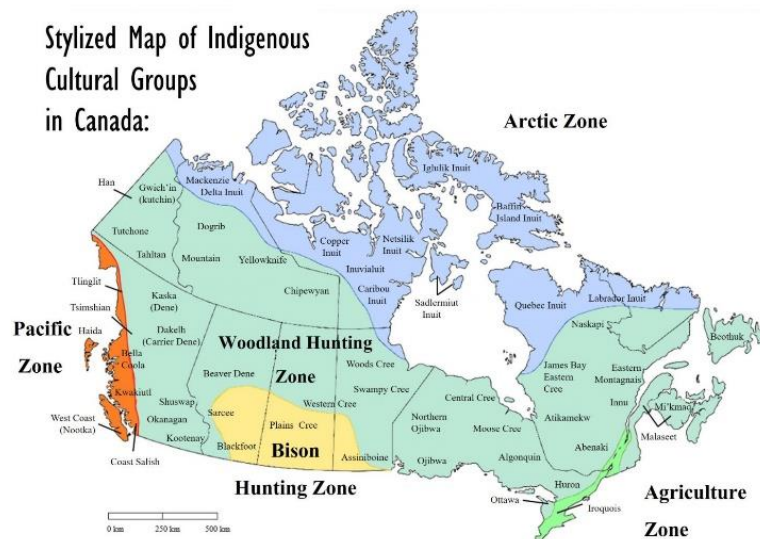 Stylized Map of Indigenous
Cultural Groups
in Canada:
Arctic Zone
Han
Gwich'in
(kutchin)
Mackenzie
Delta Inuit
Ighilik Inuit
Baffin
Island Inuit
Tutchone
Dogrib
Copper
Inuit
Netsilik
Inuit
Tahltan
Mountain
Yellowknife
Inuvialuit
Tlinglit
Chipewyan
Caribou
Inuit
Sadlermiut
Inuit
Quebec Inuit
Labrador Inuit
Kaska
(Dene)
Tsimshian
Naskapi
Pacific
Zone
Haida
Dakelh
(Carrier Dene)
Woodland Hunting
Zone
Beothuk
Bella
Coola
Beaver Dene
Woods Cree
James Bay
Eastern
Cree
Eastern
Montagnais
Kwakiutl
Shuswap
Swampy Cree
Central Cree
Innu
Mi'kmaq
West Coast
(Nootka)
Okanagan
Sarcee
Western Cree
Northern
Ojibwa
Moose Cree
Atikamekw
Malaseet
Kootenay
Plains Cree
Blackfoot
Bison
Assiniboine
Ojibwa
Algonquin
Abenaki
Coast Salish
Hunting Zone
Huron
Ottawa
Iroquois
Agriculture
Zone
0 km
250 km
500 km